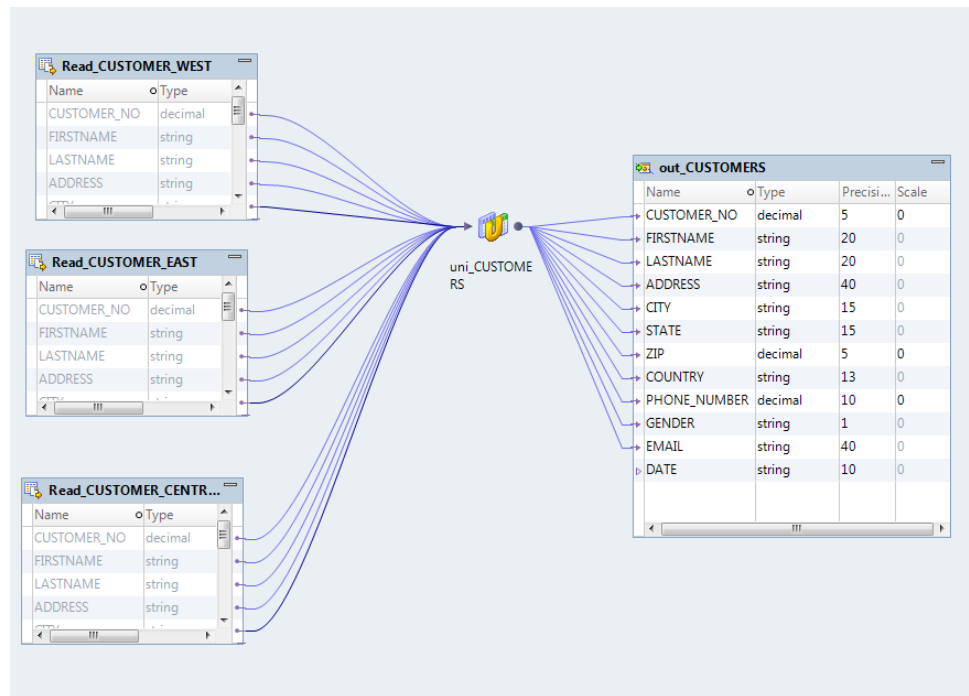 Read_CUSTOMER_WEST
Name Type
CUSTOMER_NO decimal
FIRSTNAME string
LASTNAME string
ADDRESS string
Read_CUSTOMER_EAST
Name Type
CUSTOMER_NO decimal
FIRSTNAME string
LASTNAME string
ADDRESS string
Read_CUSTOMER_CENTR...
Name Type
CUSTOMER_NO decimal
FIRSTNAME string
LASTNAME string
ADDRESS string
uni_CUSTOME
RS
out_CUSTOMERS
Name Type Precisi... Scale
CUSTOMER_NO decimal 5 0
FIRSTNAME string 20 0
LASTNAME string 20 0
ADDRESS string 40 0
CITY string 15 0
STATE string 15 0
ZIP decimal 5 0
COUNTRY string 13 0
PHONE_NUMBER decimal 10 0
GENDER string 1 0
EMAIL string 40 0
DATE string 10 0